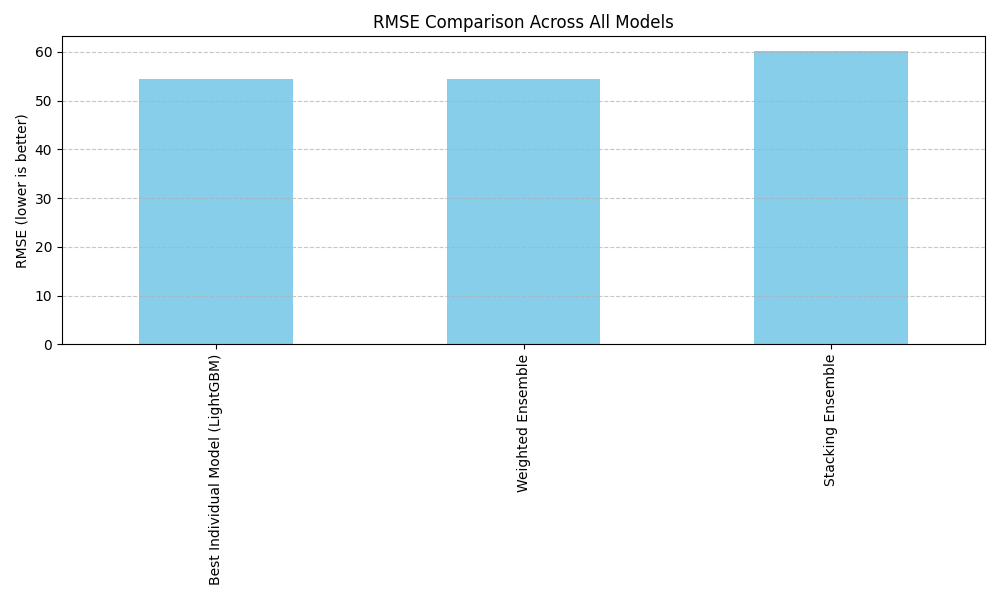 RMSE Comparison Across All Models
RMSE (lower is better)
60
50
40
30
20
10
0
Best Individual Model (LightGBM)
Weighted Ensemble
Stacking Ensemble